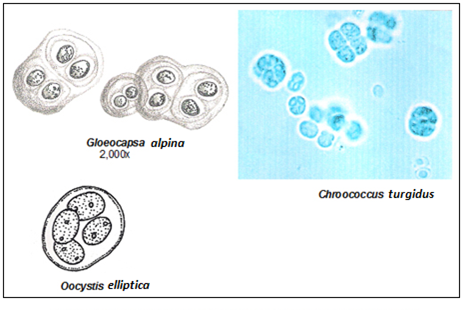 Gloeocapsa alpina
2,000x
Chroococcus turgidus
Oocystis elliptica